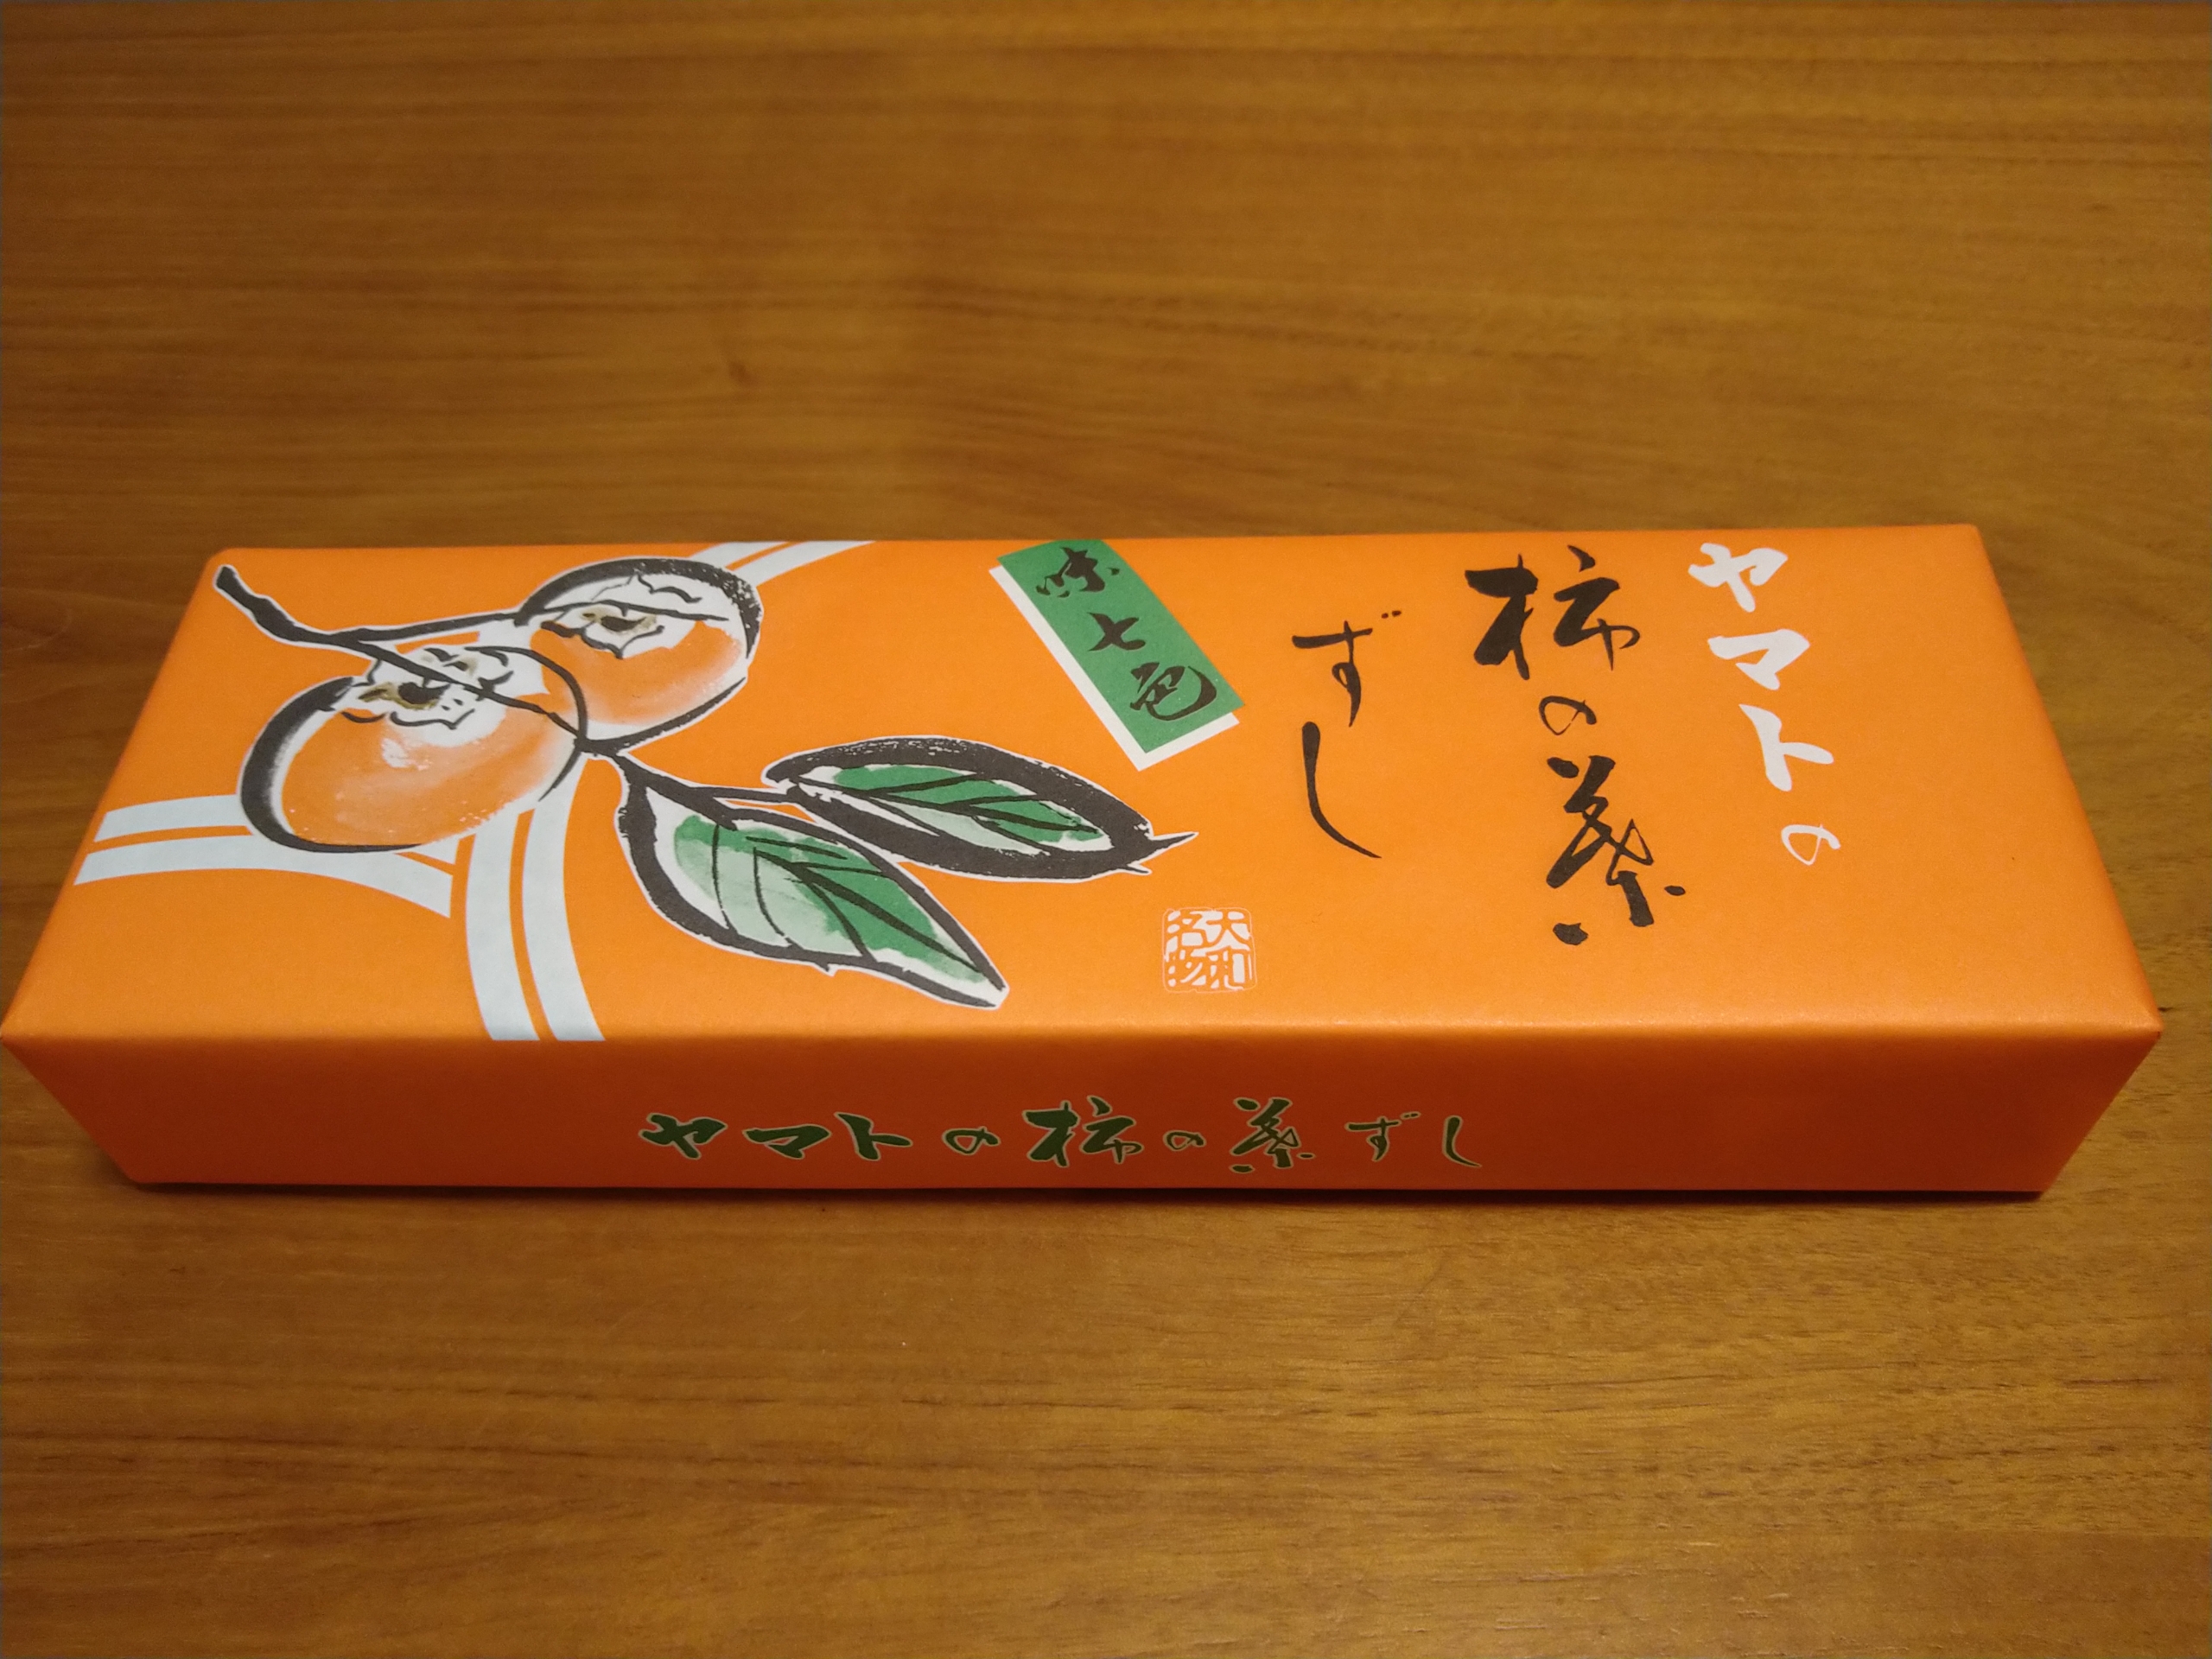 ヤマトの
柿の葉
ずし
味七色
大和
名物
ヤマトの柿の葉ずし